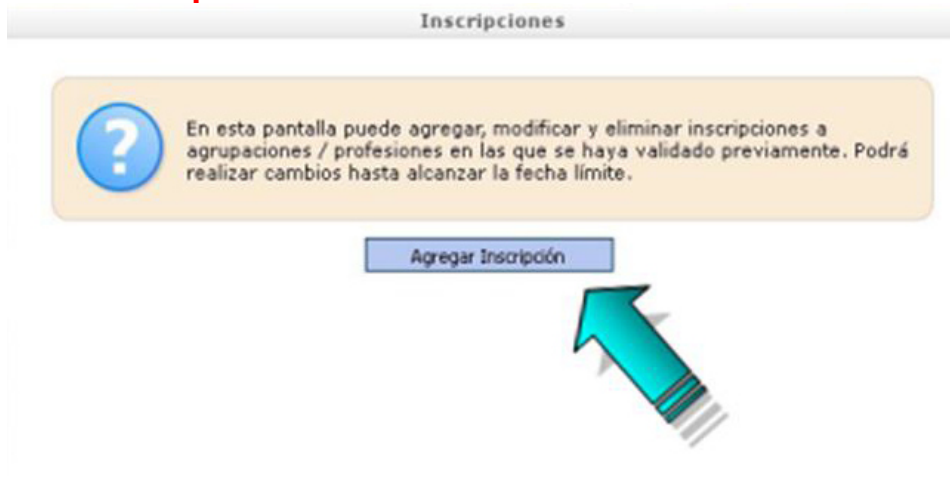 Inscripciones
En esta pantalla puede agregar, modificar y eliminar inscripciones a
agrupaciones / profesiones en las que se haya validado previamente. Podrá
realizar cambios hasta alcanzar la fecha límite.
Agregar Inscripción